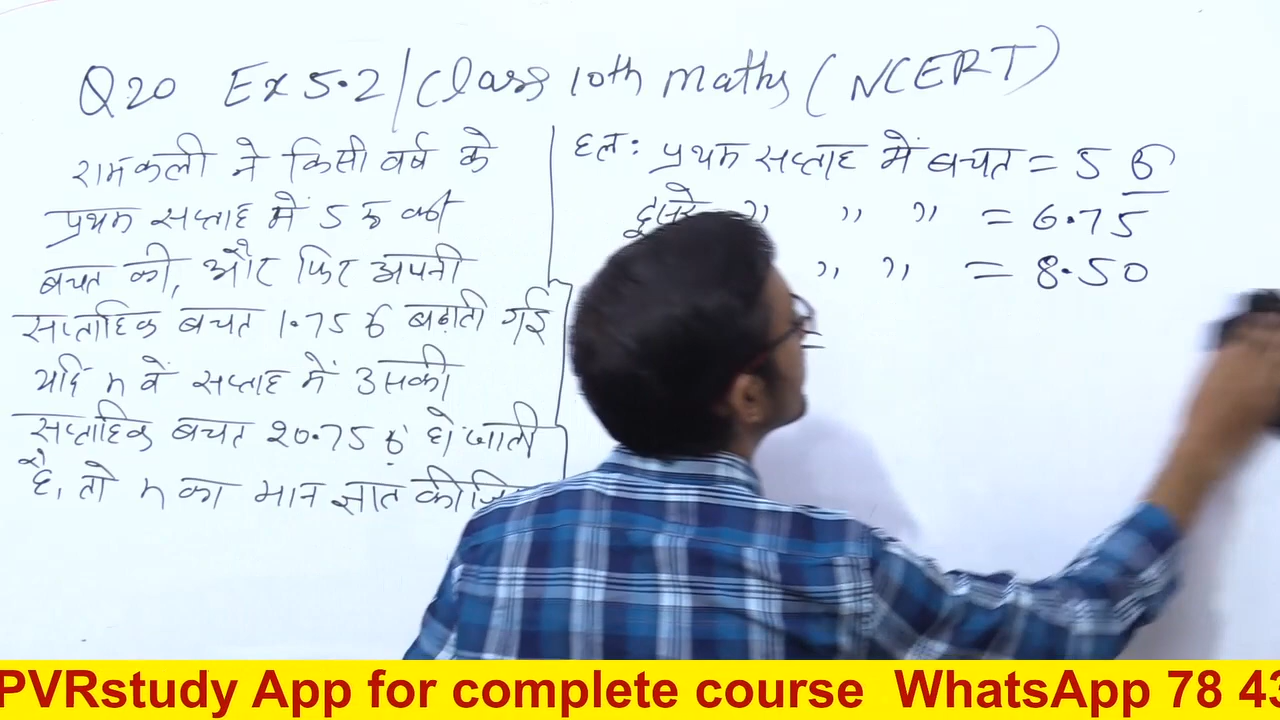 Q20 Ex 5.2 / Class 10th maths (NCERT)
रामकली ने किसी वर्ष के
प्रथम सप्ताह में 5 रु की
बचत की, और फिर अपनी
सप्ताहिक बचत 1.75 रु बढ़ाती गई
यदि n वें सप्ताह में उसकी
सप्ताहिक बचत 20.75 रु हो जाती
है, तो n का मान ज्ञात
हल: प्रथम सप्ताह में बचत = 5 रु
दूसरे " " " = 6.75
" " = 8.50
PVRstudy App for complete course WhatsApp 78